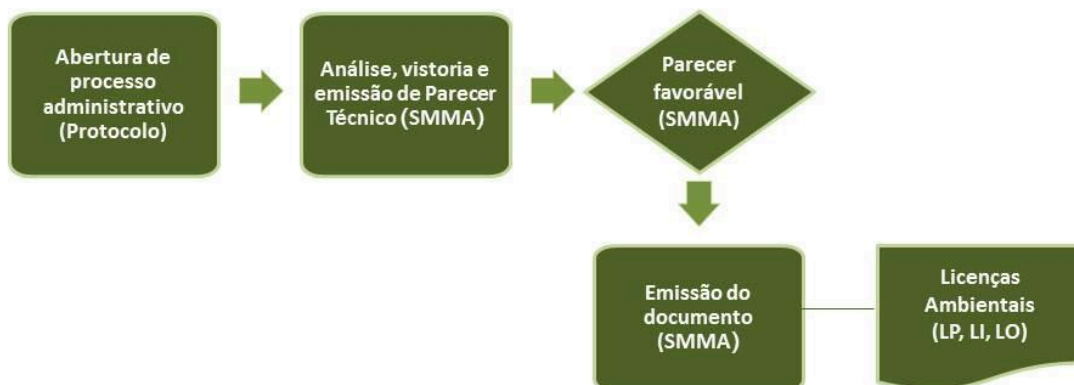 Abertura de
processo
administrativo
(Protocolo)
Análise, vistoria e
emissão de Parecer
Técnico (SMMA)
Parecer
favorável
(SMMA)
Emissão do
documento
(SMMA)
Licenças
Ambientais
(LP, LI, LO)